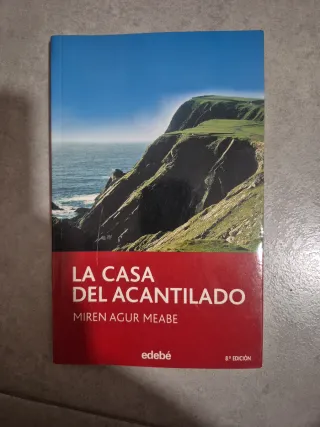 LA CASA
DEL ACANTILADO
MIREN AGUR MEABE
edebé
8ª EDICIÓN